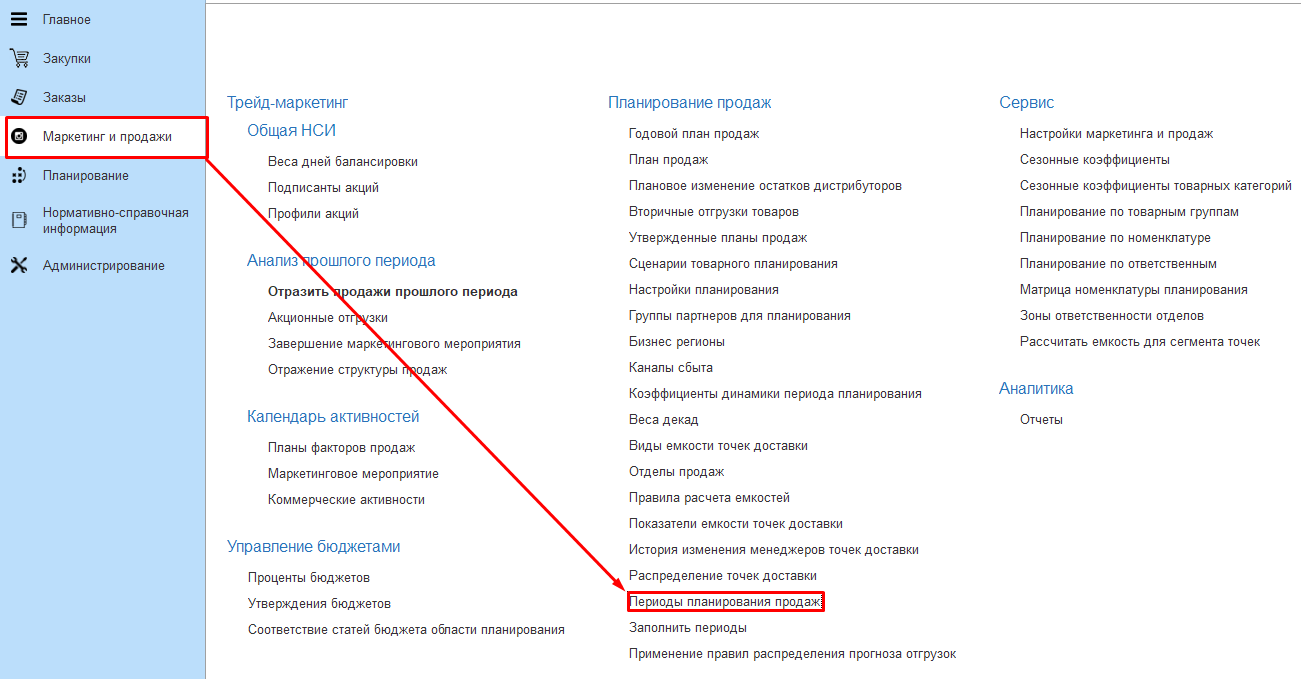 Главное
Закупки
Заказы
Маркетинг и продажи
Планирование
Нормативно-справочная
информация
Администрирование
Трейд-маркетинг
Общая НСИ
Веса дней балансировки
Подписанты акций
Профили акций
Анализ прошлого периода
Отразить продажи прошлого периода
Акционные отгрузки
Завершение маркетингового мероприятия
Отражение структуры продаж
Календарь активностей
Планы факторов продаж
Маркетинговое мероприятие
Коммерческие активности
Управление бюджетами
Проценты бюджетов
Утверждения бюджетов
Соответствие статей бюджета области планирования
Планирование продаж
Годовой план продаж
План продаж
Плановое изменение остатков дистрибуторов
Вторичные отгрузки товаров
Утвержденные планы продаж
Сценарии товарного планирования
Настройки планирования
Группы партнеров для планирования
Бизнес регионы
Каналы сбыта
Коэффициенты динамики периода планирования
Веса декад
Виды емкости точек доставки
Отделы продаж
Правила расчета емкостей
Показатели емкости точек доставки
История изменения менеджеров точек доставки
Распределение точек доставки
Периоды планирования продаж
Заполнить периоды
Применение правил распределения прогноза отгрузок
Сервис
Настройки маркетинга и продаж
Сезонные коэффициенты
Сезонные коэффициенты товарных категорий
Планирование по товарным группам
Планирование по номенклатуре
Планирование по ответственным
Матрица номенклатуры планирования
Зоны ответственности отделов
Рассчитать емкость для сегмента точек
Аналитика
Отчеты